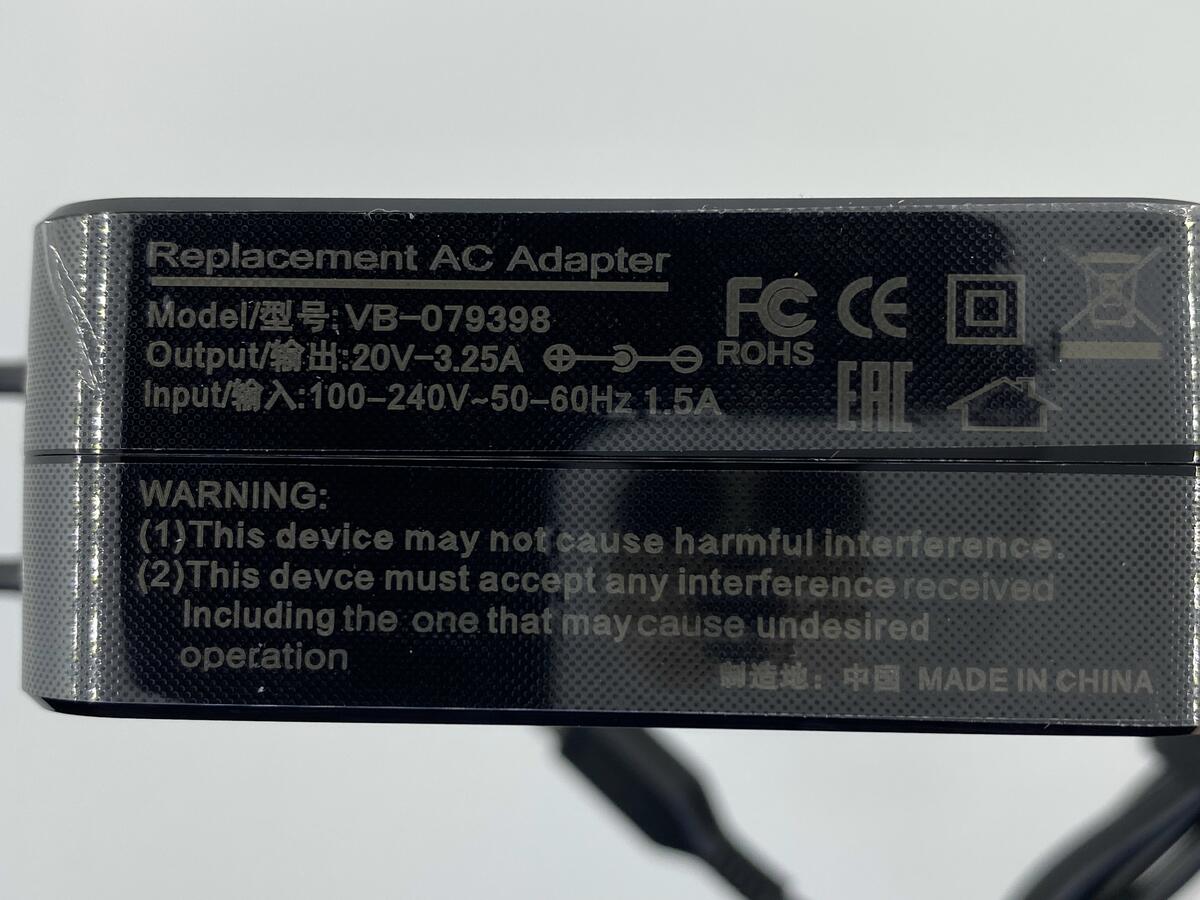 Replacement AC Adapter
Model/型号: VB-079398
Output/输出:20V-3.25A
Input/输入:100-240V~50-60Hz 1.5A
FC CE
ROHS
EAC
WARNING:
(1)This device may not cause harmful interference.
(2)This devce must accept any interference received
Including the one that may cause undesired
operation
制造地: 中国 MADE IN CHINA